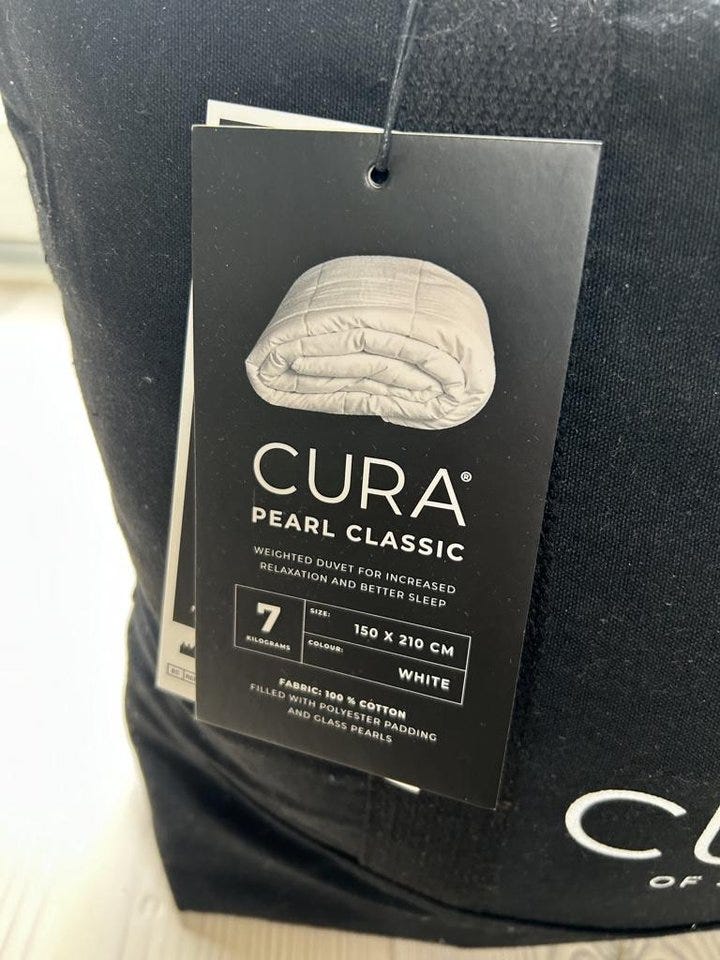 CURA®
PEARL CLASSIC
WEIGHTED DUVET FOR INCREASED
RELAXATION AND BETTER SLEEP
7
KILOGRAMS
SIZE:
150 X 210 CM
COLOUR:
WHITE
FABRIC: 100 % COTTON
FILLED WITH POLYESTER PADDING
AND GLASS PEARLS
OF